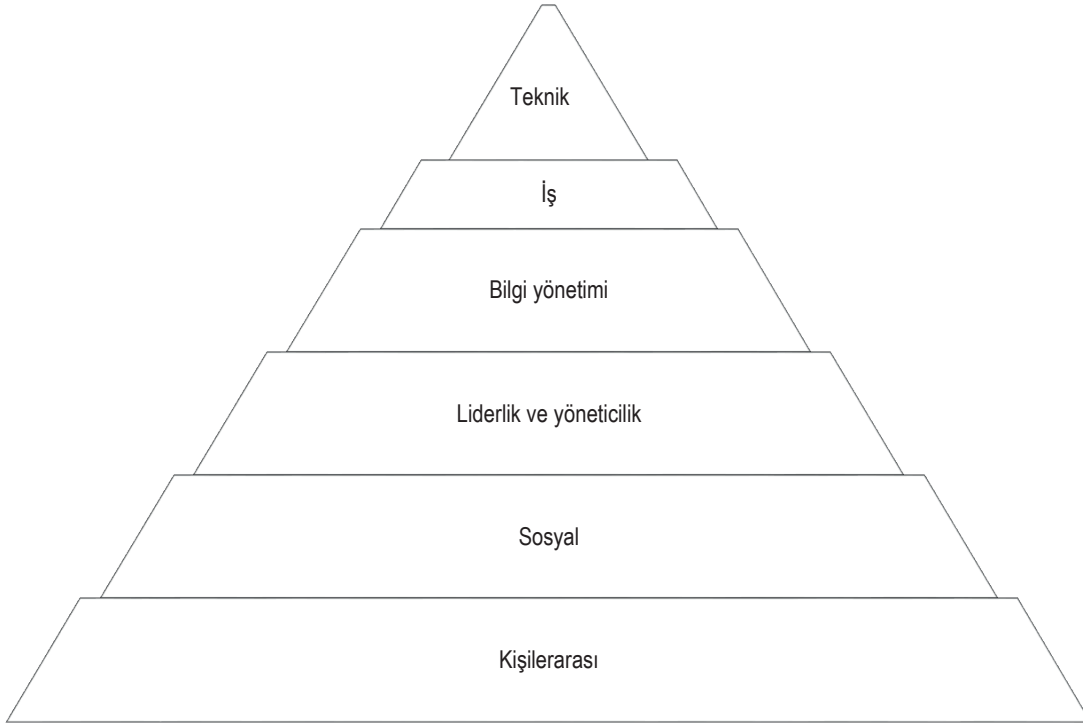 Teknik
İş
Bilgi yönetimi
Liderlik ve yöneticilik
Sosyal
Kişilerarası